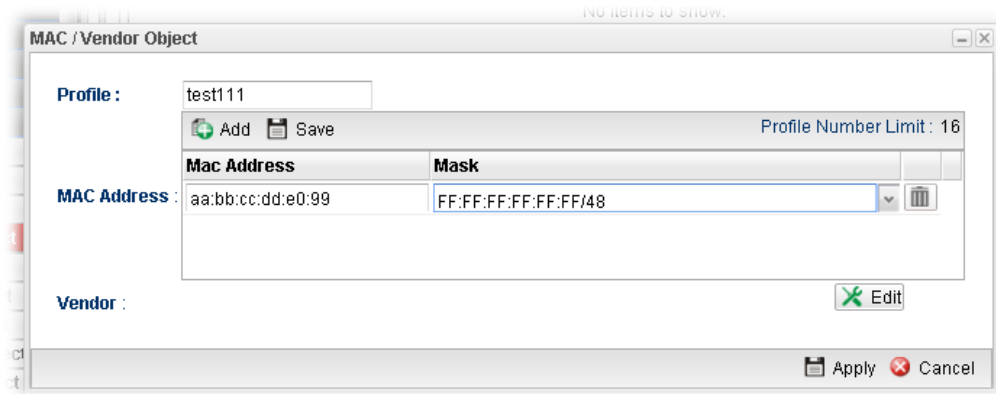 No items to show.
MAC / Vendor Object
Profile : test111
Add Save Profile Number Limit : 16
Mac Address Mask
MAC Address : aa:bb:cc:dd:e0:99 FF:FF:FF:FF:FF:FF/48
Vendor : Edit
Apply Cancel